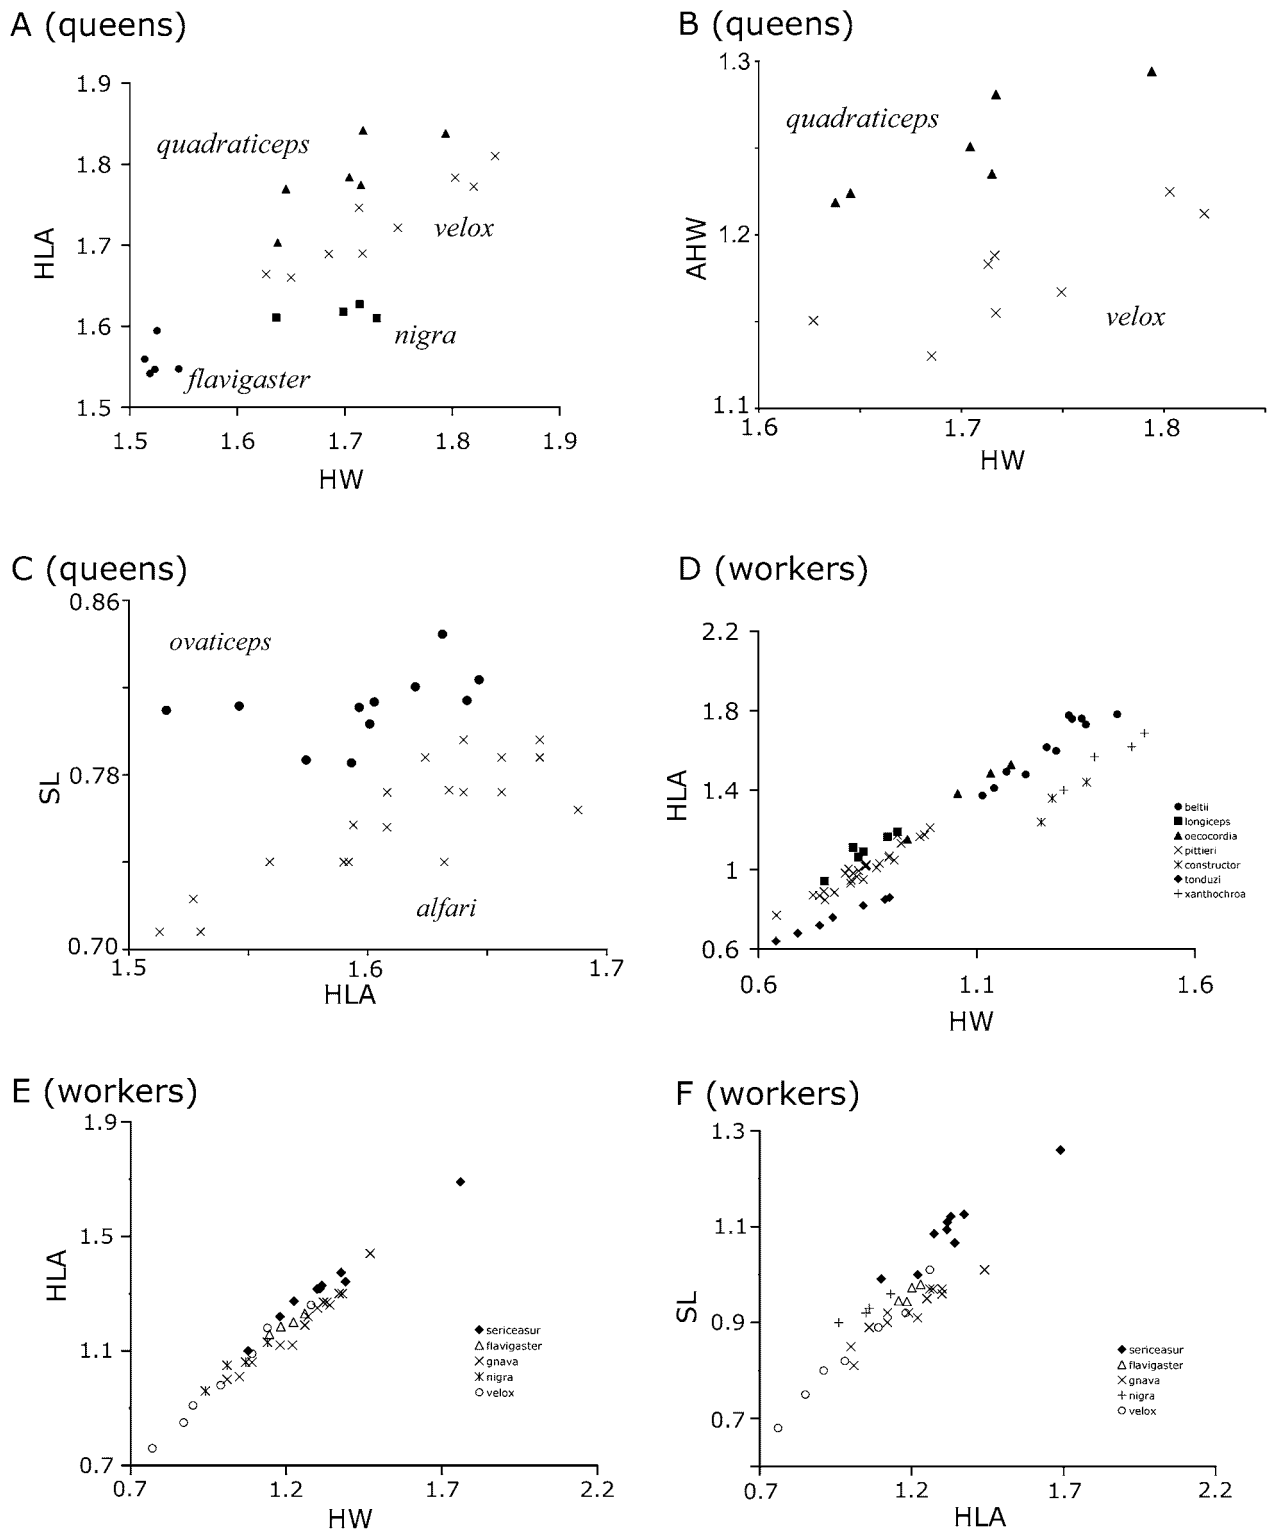 A (queens)
B (queens)
1.9
1.8
1.7
1.6
1.5
HLA
quadraticeps
velox
nigra
flavigaster
1.5 1.6 1.7 1.8 1.9
HW
1.3
1.2
1.1
AHW
quadraticeps
velox
1.6 1.7 1.8
HW
C (queens)
D (workers)
0.86
0.78
0.70
SL
ovaticeps
alfari
1.5 1.6 1.7
HLA
2.2
1.8
1.4
1
0.6
HLA
beltii
longiceps
oecocordia
pittieri
constructor
tonduzi
xanthochroa
0.6 1.1 1.6
HW
E (workers)
F (workers)
1.9
1.5
1.1
0.7
HLA
sericeasur
flavigaster
gnava
nigra
velox
0.7 1.2 1.7 2.2
HW
1.3
1.1
0.9
0.7
SL
sericeasur
flavigaster
gnava
nigra
velox
0.7 1.2 1.7 2.2
HLA